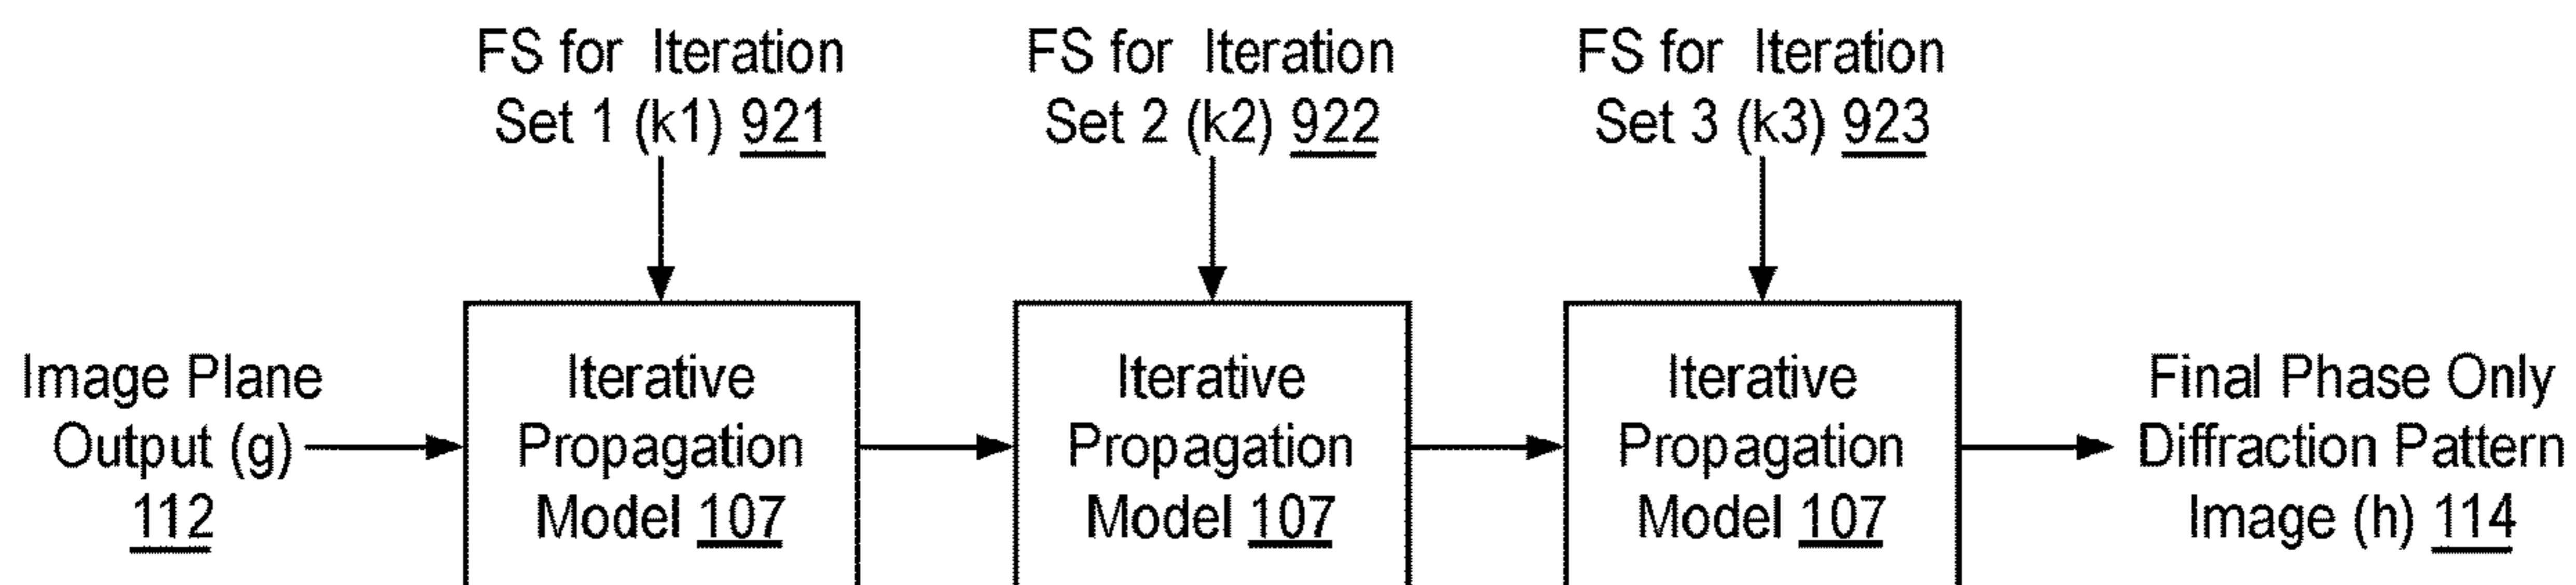 FS for Iteration
Set 1 (k1) 921
FS for Iteration
Set 2 (k2) 922
FS for Iteration
Set 3 (k3) 923
Image Plane
Output (g)
112
Iterative
Propagation
Model 107
Iterative
Propagation
Model 107
Iterative
Propagation
Model 107
Final Phase Only
Diffraction Pattern
Image (h) 114